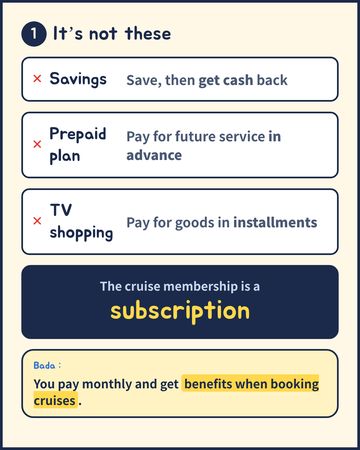 1 It's not these
× Savings Save, then get cash back
× Prepaid plan Pay for future service in advance
× TV shopping Pay for goods in installments
The cruise membership is a
subscription
Bada :
You pay monthly and get benefits when booking
cruises.